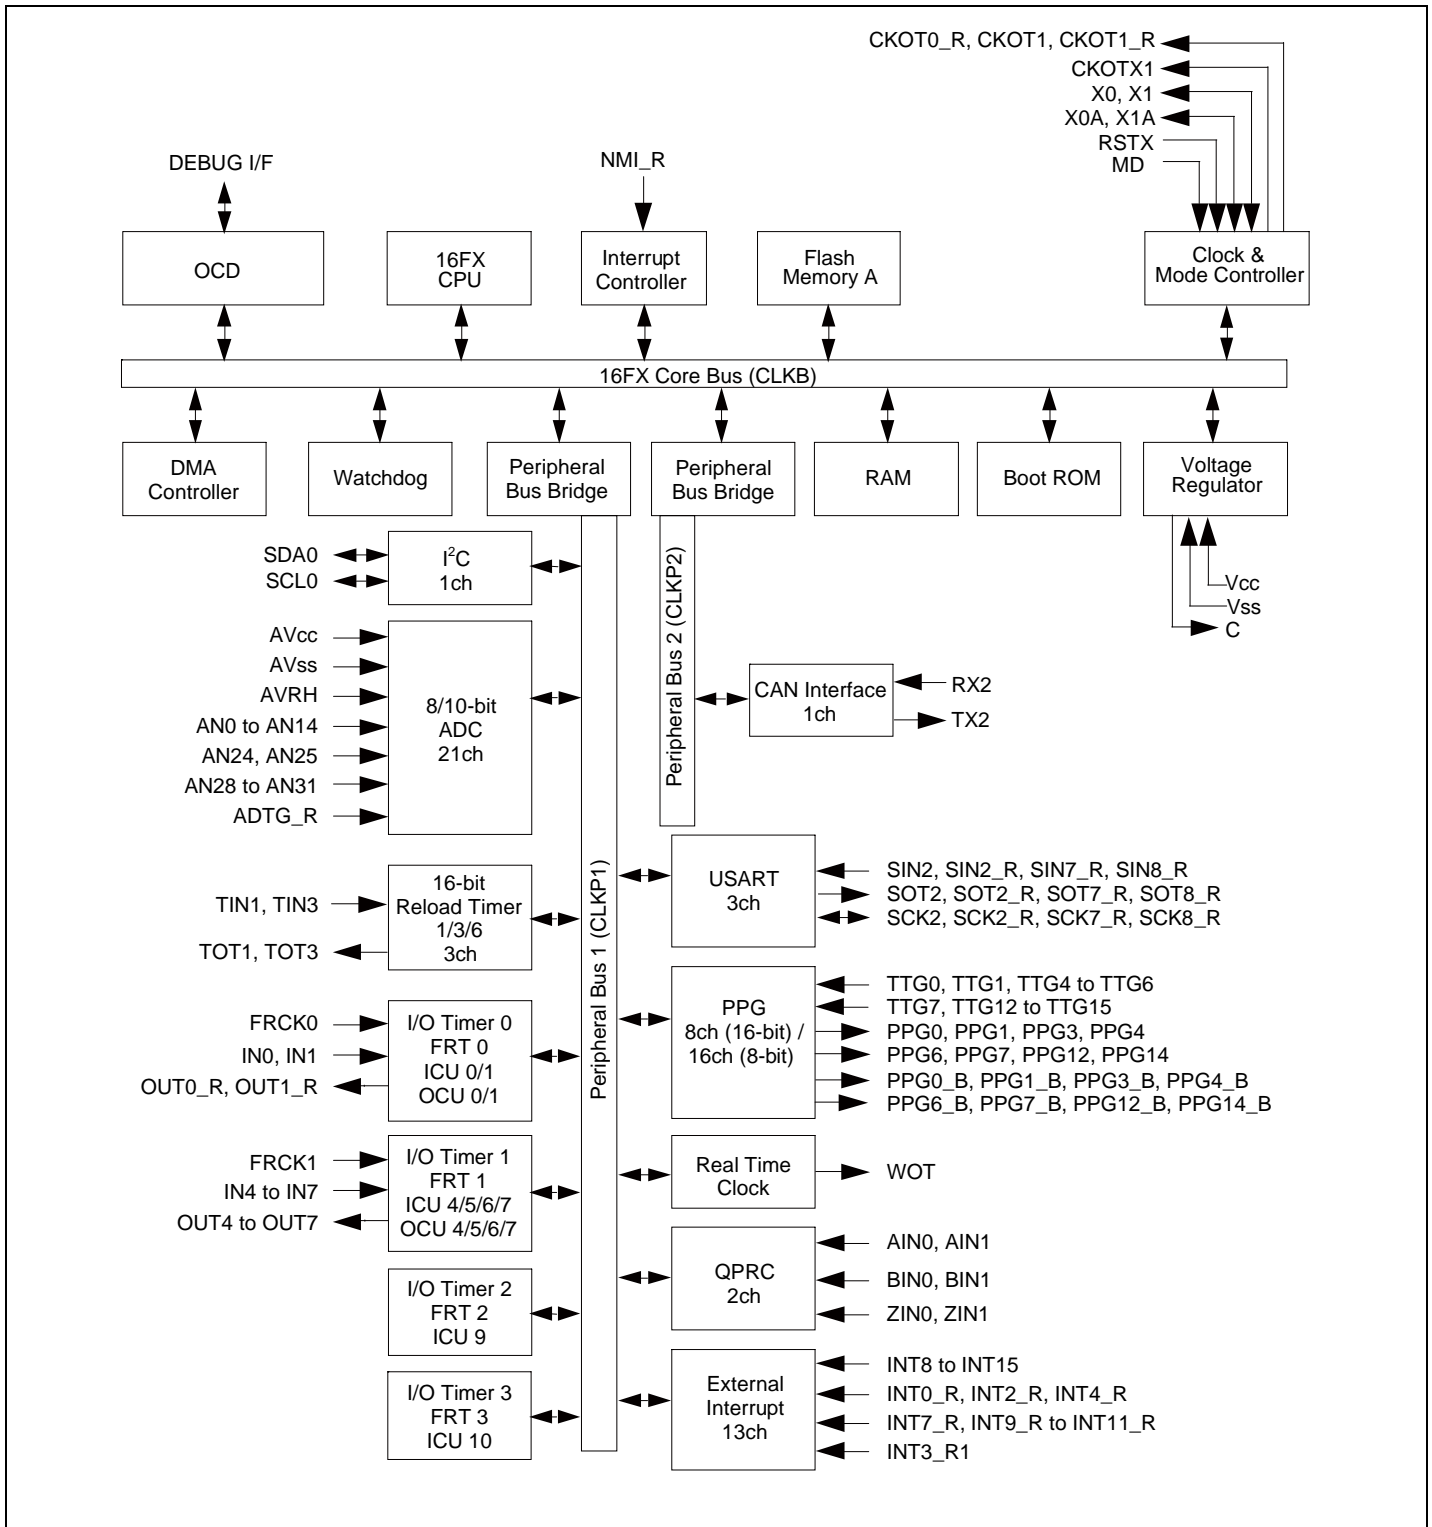 CKOT0_R, CKOT1, CKOT1_R
CKOTX1
X0, X1
X0A, X1A
RSTX
MD
DEBUG I/F
NMI_R
OCD
16FX
CPU
Interrupt
Controller
Flash
Memory A
Clock &
Mode Controller
16FX Core Bus (CLKB)
DMA
Controller
Watchdog
Peripheral
Bus Bridge
Peripheral
Bus Bridge
RAM
Boot ROM
Voltage
Regulator
Vcc
Vss
C
SDA0
SCL0
I²C
1ch
AVcc
AVss
AVRH
AN0 to AN14
AN24, AN25
AN28 to AN31
ADTG_R
8/10-bit
ADC
21ch
Peripheral Bus 2 (CLKP2)
CAN Interface
1ch
RX2
TX2
Peripheral Bus 1 (CLKP1)
TIN1, TIN3
TOT1, TOT3
16-bit
Reload Timer
1/3/6
3ch
USART
3ch
SIN2, SIN2_R, SIN7_R, SIN8_R
SOT2, SOT2_R, SOT7_R, SOT8_R
SCK2, SCK2_R, SCK7_R, SCK8_R
FRCK0
IN0, IN1
OUT0_R, OUT1_R
I/O Timer 0
FRT 0
ICU 0/1
OCU 0/1
PPG
8ch (16-bit) /
16ch (8-bit)
TTG0, TTG1, TTG4 to TTG6
TTG7, TTG12 to TTG15
PPG0, PPG1, PPG3, PPG4
PPG6, PPG7, PPG12, PPG14
PPG0_B, PPG1_B, PPG3_B, PPG4_B
PPG6_B, PPG7_B, PPG12_B, PPG14_B
FRCK1
IN4 to IN7
OUT4 to OUT7
I/O Timer 1
FRT 1
ICU 4/5/6/7
OCU 4/5/6/7
Real Time
Clock
WOT
I/O Timer 2
FRT 2
ICU 9
QPRC
2ch
AIN0, AIN1
BIN0, BIN1
ZIN0, ZIN1
I/O Timer 3
FRT 3
ICU 10
External
Interrupt
13ch
INT8 to INT15
INT0_R, INT2_R, INT4_R
INT7_R, INT9_R to INT11_R
INT3_R1